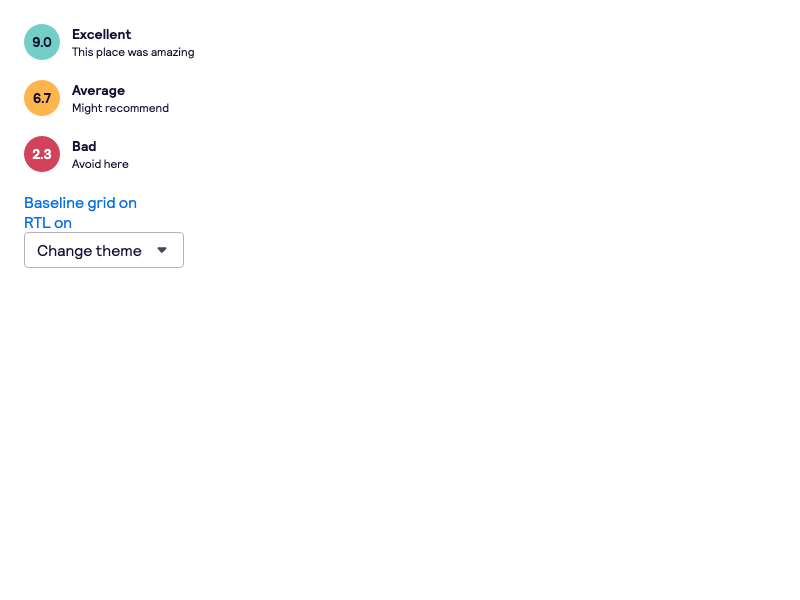 9.0
Excellent
This place was amazing
6.7
Average
Might recommend
2.3
Bad
Avoid here
Baseline grid on
RTL on
Change theme